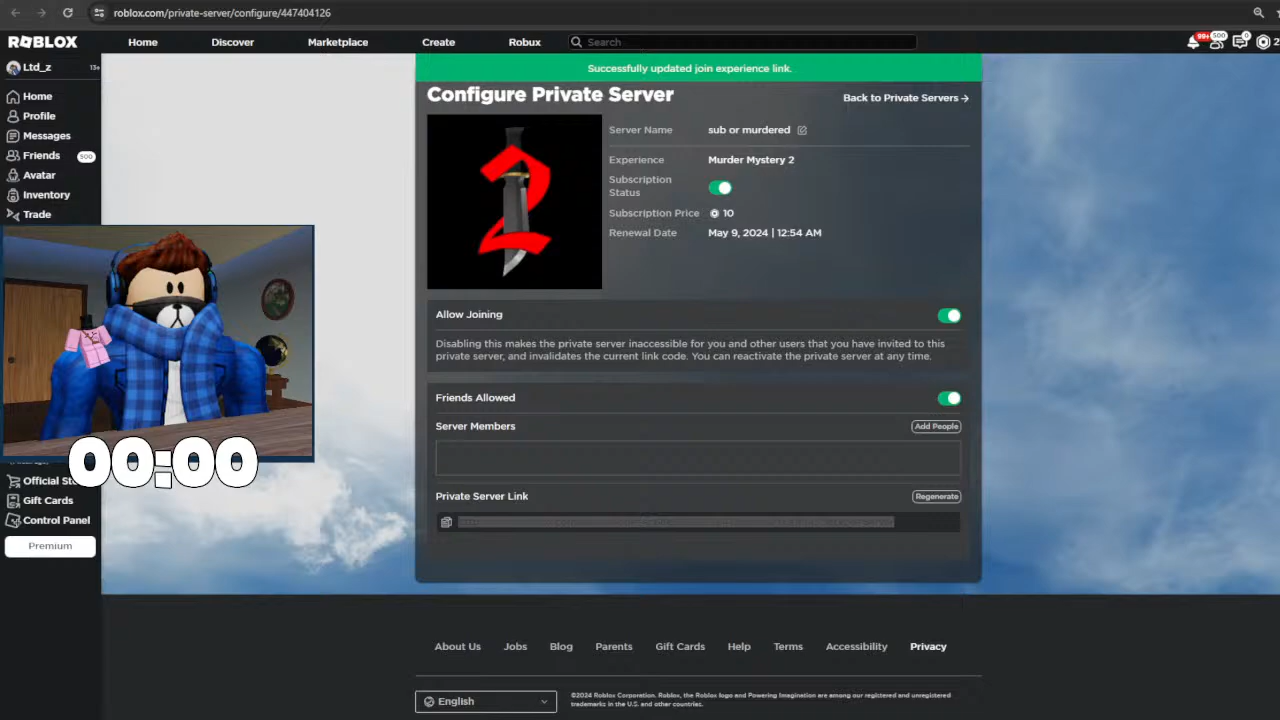 roblox.com/private-server/configure/447404126
ROBLOX
Home
Discover
Marketplace
Create
Robux
Search
99+
500
0
2
Ltd_z
13+
Home
Profile
Messages
Friends
500
Avatar
Inventory
Trade
Successfully updated join experience link.
Configure Private Server
Back to Private Servers
2
Server Name
sub or murdered
Experience
Murder Mystery 2
Subscription
Status
Subscription Price
10
Renewal Date
May 9, 2024 | 12:54 AM
Allow Joining
Disabling this makes the private server inaccessible for you and other users that you have invited to this
private server, and invalidates the current link code. You can reactivate the private server at any time.
Friends Allowed
Server Members
Add People
Private Server Link
Regenerate
00:00
Official
Gift Cards
Control Panel
Premium
About Us
Jobs
Blog
Parents
Gift Cards
Help
Terms
Accessibility
Privacy
English
©2024 Roblox Corporation. Roblox, the Roblox logo and Powering Imagination are among our registered and unregistered
trademarks in the U.S. and other countries.